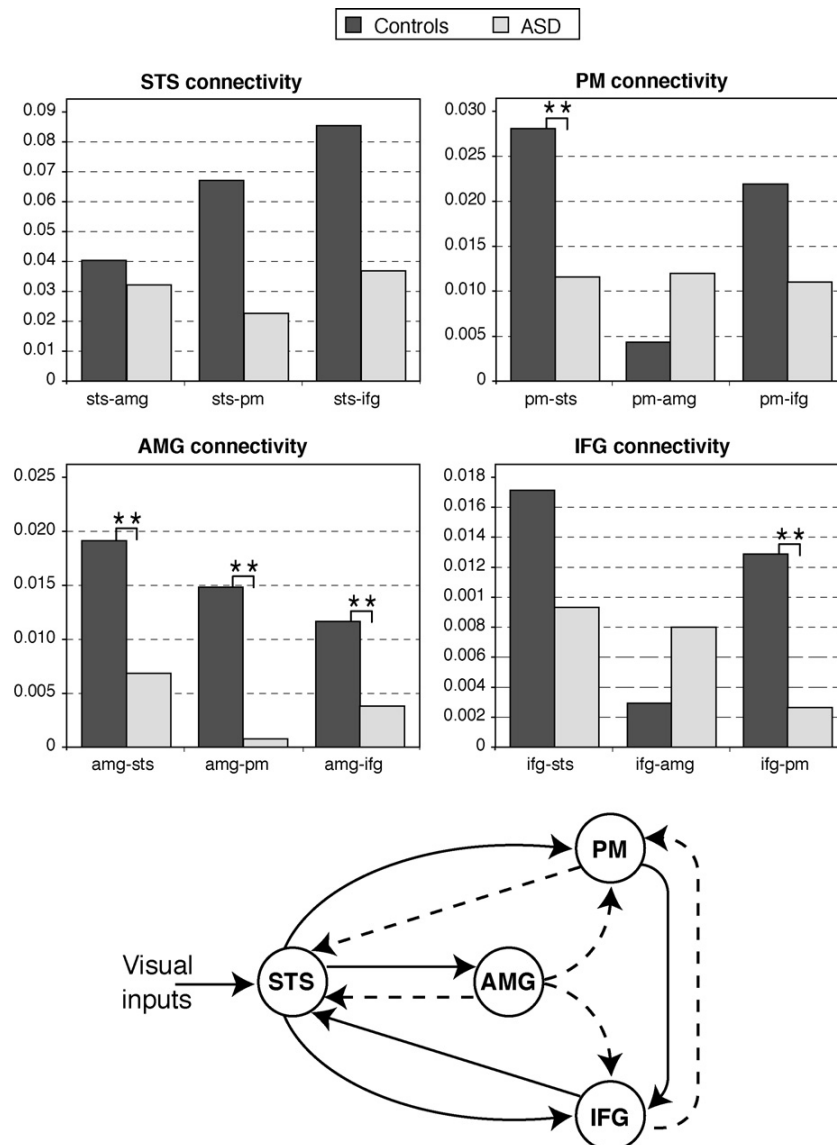 Controls ASD
STS connectivity
0.09
0.08
0.07
0.06
0.05
0.04
0.03
0.02
0.01
0
sts-amg sts-pm sts-ifg
PM connectivity
0.030
0.025
0.020
0.015
0.010
0.005
0
**
pm-sts pm-amg pm-ifg
AMG connectivity
0.025
0.020
0.015
0.010
0.005
0
**
**
**
amg-sts amg-pm amg-ifg
IFG connectivity
0.018
0.016
0.014
0.012
0.001
0.008
0.006
0.004
0.002
0
**
ifg-sts ifg-amg ifg-pm
PM
Visual
inputs
STS
AMG
IFG